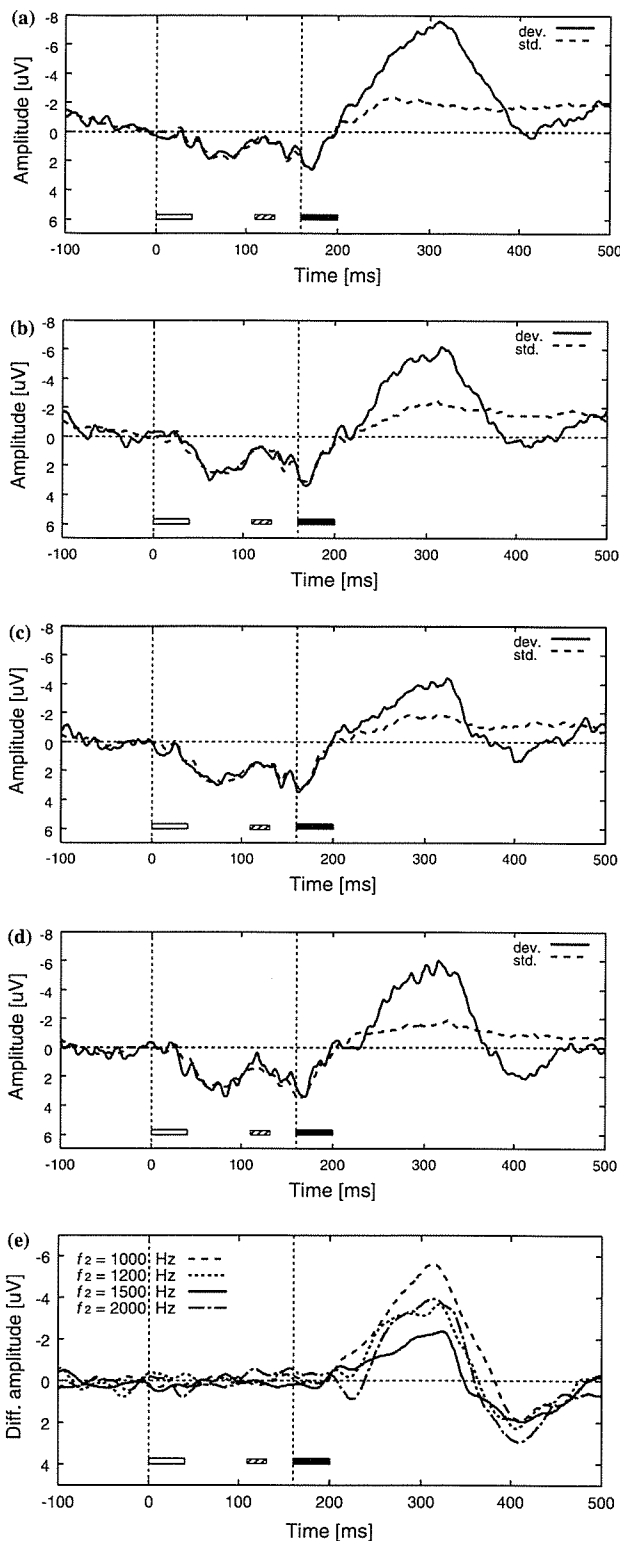 (a)
-8
-6
-4
-2
0
2
4
6
Amplitude [uV]
dev.
std.
-100 0 100 200 300 400 500
Time [ms]
(b)
-8
-6
-4
-2
0
2
4
6
Amplitude [uV]
dev.
std.
-100 0 100 200 300 400 500
Time [ms]
(c)
-8
-6
-4
-2
0
2
4
6
Amplitude [uV]
dev.
std.
-100 0 100 200 300 400 500
Time [ms]
(d)
-8
-6
-4
-2
0
2
4
6
Amplitude [uV]
dev.
std.
-100 0 100 200 300 400 500
Time [ms]
(e)
-6
-4
-2
0
2
4
Diff. amplitude [uV]
f2 = 1000 Hz
f2 = 1200 Hz
f2 = 1500 Hz
f2 = 2000 Hz
-100 0 100 200 300 400 500
Time [ms]